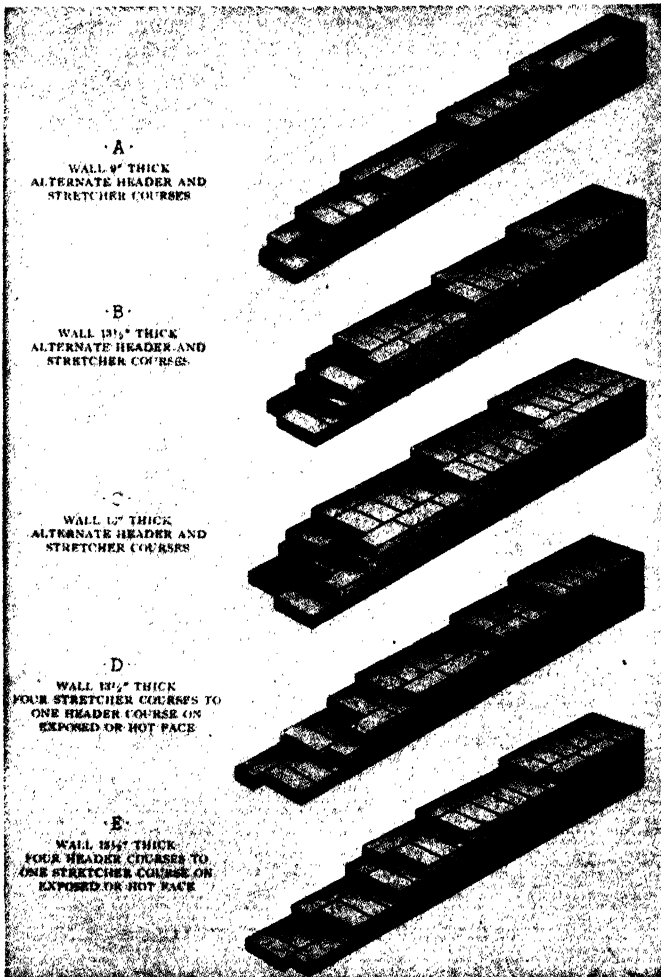 ·A·
WALL 9" THICK
ALTERNATE HEADER AND
STRETCHER COURSES
·B·
WALL 13½" THICK
ALTERNATE HEADER AND
STRETCHER COURSES
·C·
WALL THICK
ALTERNATE HEADER AND
STRETCHER COURSES
·D·
WALL 13½" THICK
FOUR STRETCHER COURSES TO
ONE HEADER COURSE ON
EXPOSED OR HOT FACE
·E·
WALL 13½" THICK
FOUR HEADER COURSES TO
ONE STRETCHER COURSE ON
EXPOSED OR HOT FACE